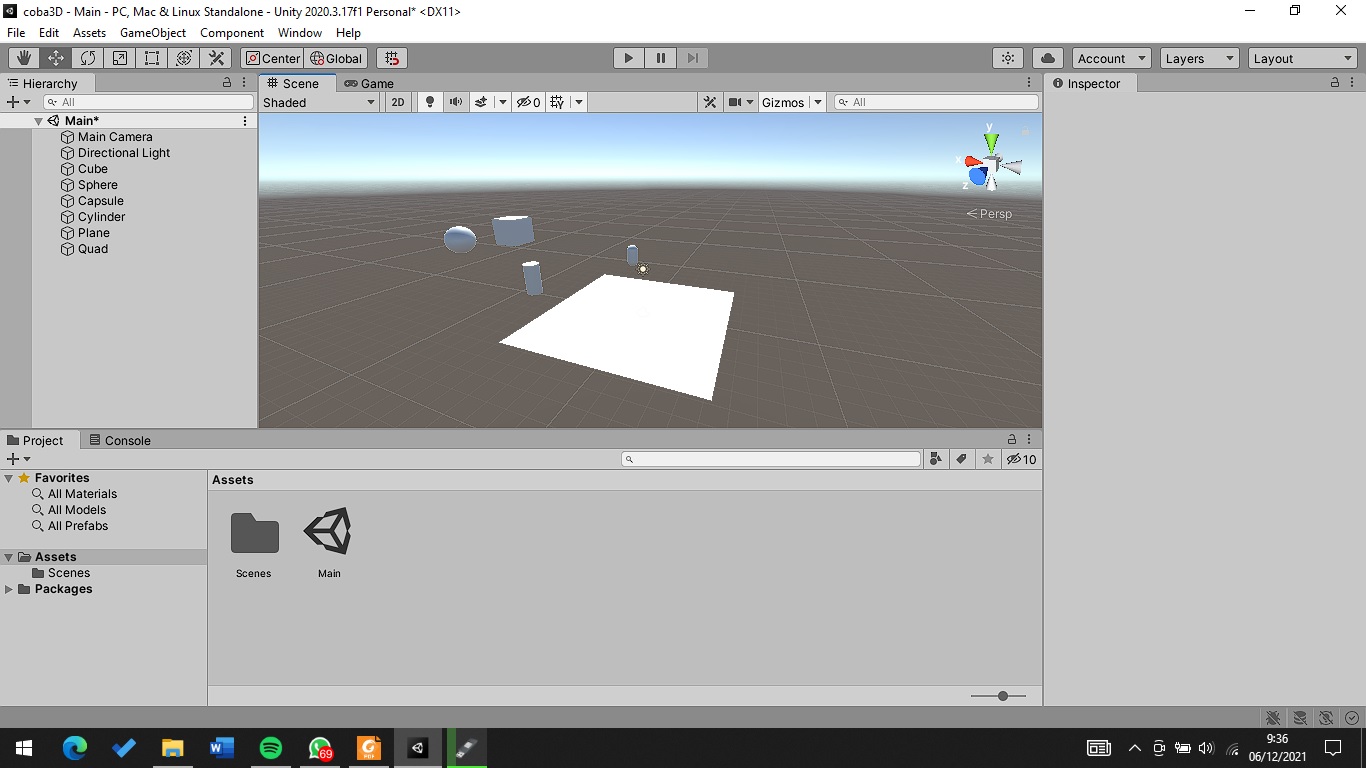 coba3D - Main - PC, Mac & Linux Standalone - Unity 2020.3.17f1 Personal* <DX11>
File Edit Assets GameObject Component Window Help
Center Global Account Layers Layout
Hierarchy
All
Main*
Main Camera
Directional Light
Cube
Sphere
Capsule
Cylinder
Plane
Quad
Scene Game
Shaded 2D 0 Gizmos All
y
x
z
Persp
Inspector
Project Console
10
Favorites
All Materials
All Models
All Prefabs
Assets
Scenes
Packages
Assets
Scenes Main
69
PDF
9:36
06/12/2021